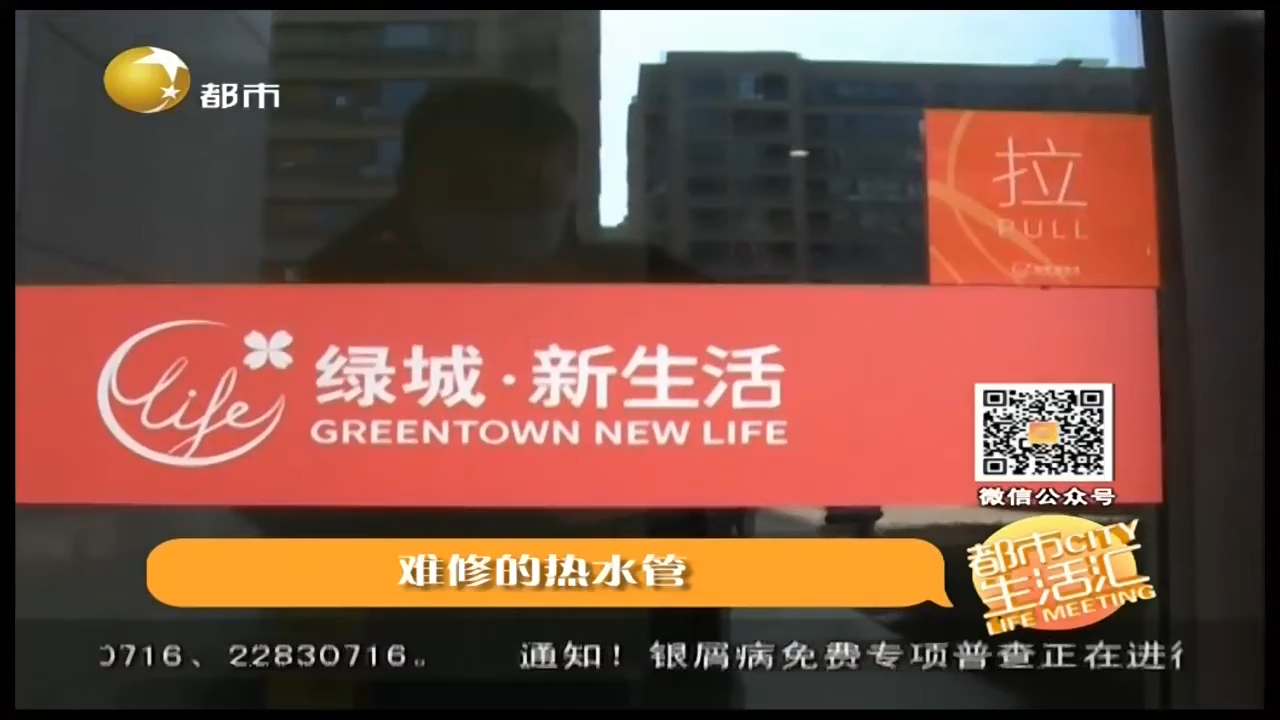 都市
拉
PULL
life
绿城·新生活
GREENTOWN NEW LIFE
微信公众号
都市CITY
生活汇
LIFE MEETING
难修的热水管
0716、22830716。 通知！银屑病免费专项普查正在进行